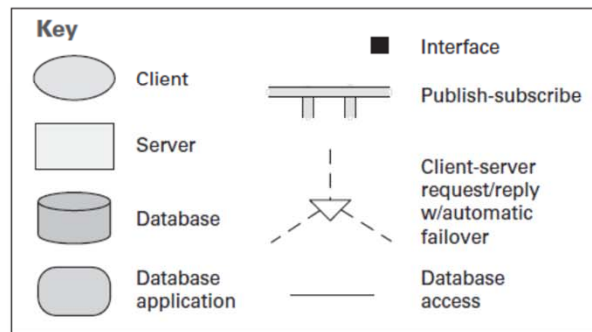 Key
Client
Server
Database
Database
application
Interface
Publish-subscribe
Client-server
request/reply
w/automatic
failover
Database
access